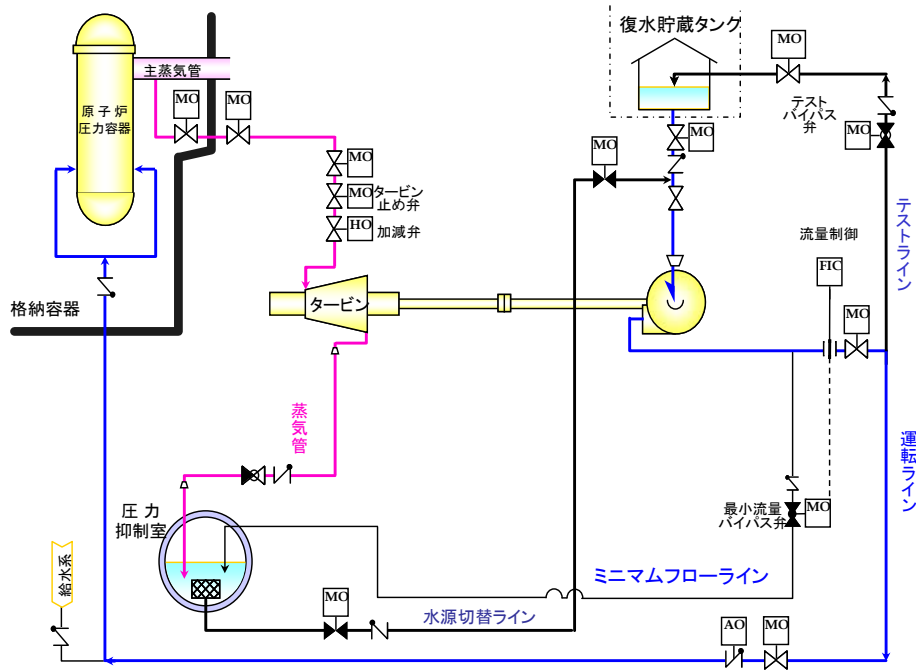 復水貯蔵タンク
MO
主蒸気管
MO
MO
原子炉
圧力容器
テスト
バイパス
弁
MO
MO
MO
MO
MO
タービン
止め弁
HO
加減弁
テストライン
流量制御
FIC
格納容器
タービン
MO
蒸気管
運転ライン
圧力
抑制室
最小流量
バイパス弁
MO
給水系
ミニマムフローライン
MO
水源切替ライン
AO
MO